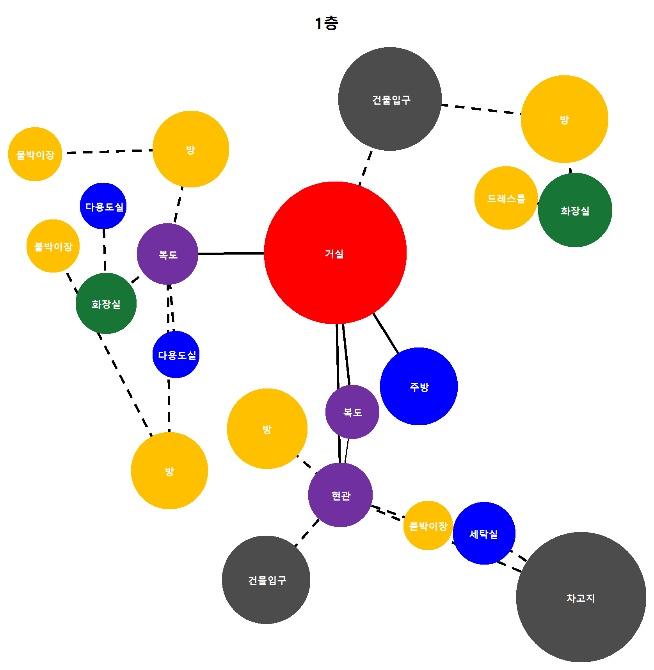 1층
건물입구
방
드레스룸
화장실
붙박이장
방
다용도실
붙박이장
복도
거실
화장실
다용도실
주방
복도
방
방
현관
붙박이장
세탁실
건물입구
차고지